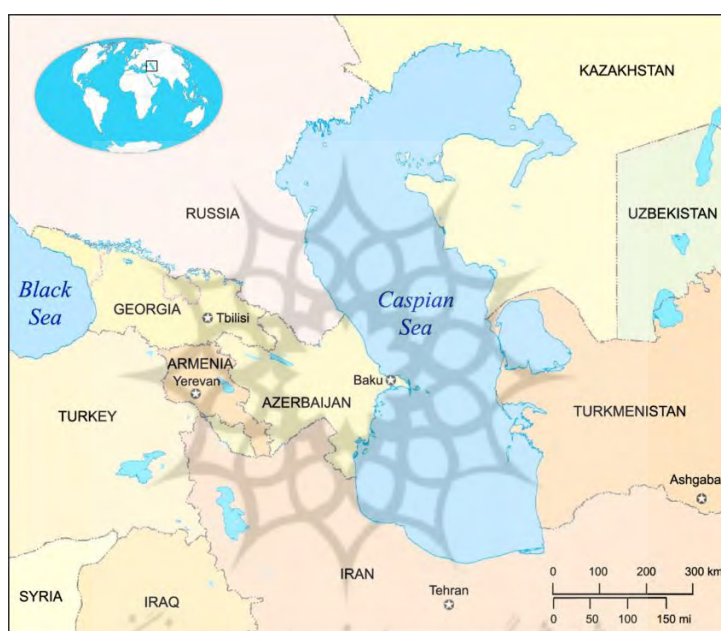 KAZAKHSTAN
RUSSIA
UZBEKISTAN
Black
Sea
Caspian
Sea
GEORGIA
Tbilisi
ARMENIA
Yerevan
Baku
AZERBAIJAN
TURKEY
TURKMENISTAN
Ashgaba
IRAN
Tehran
SYRIA
IRAQ
0 100 200 300 km
0 50 100 150 mi